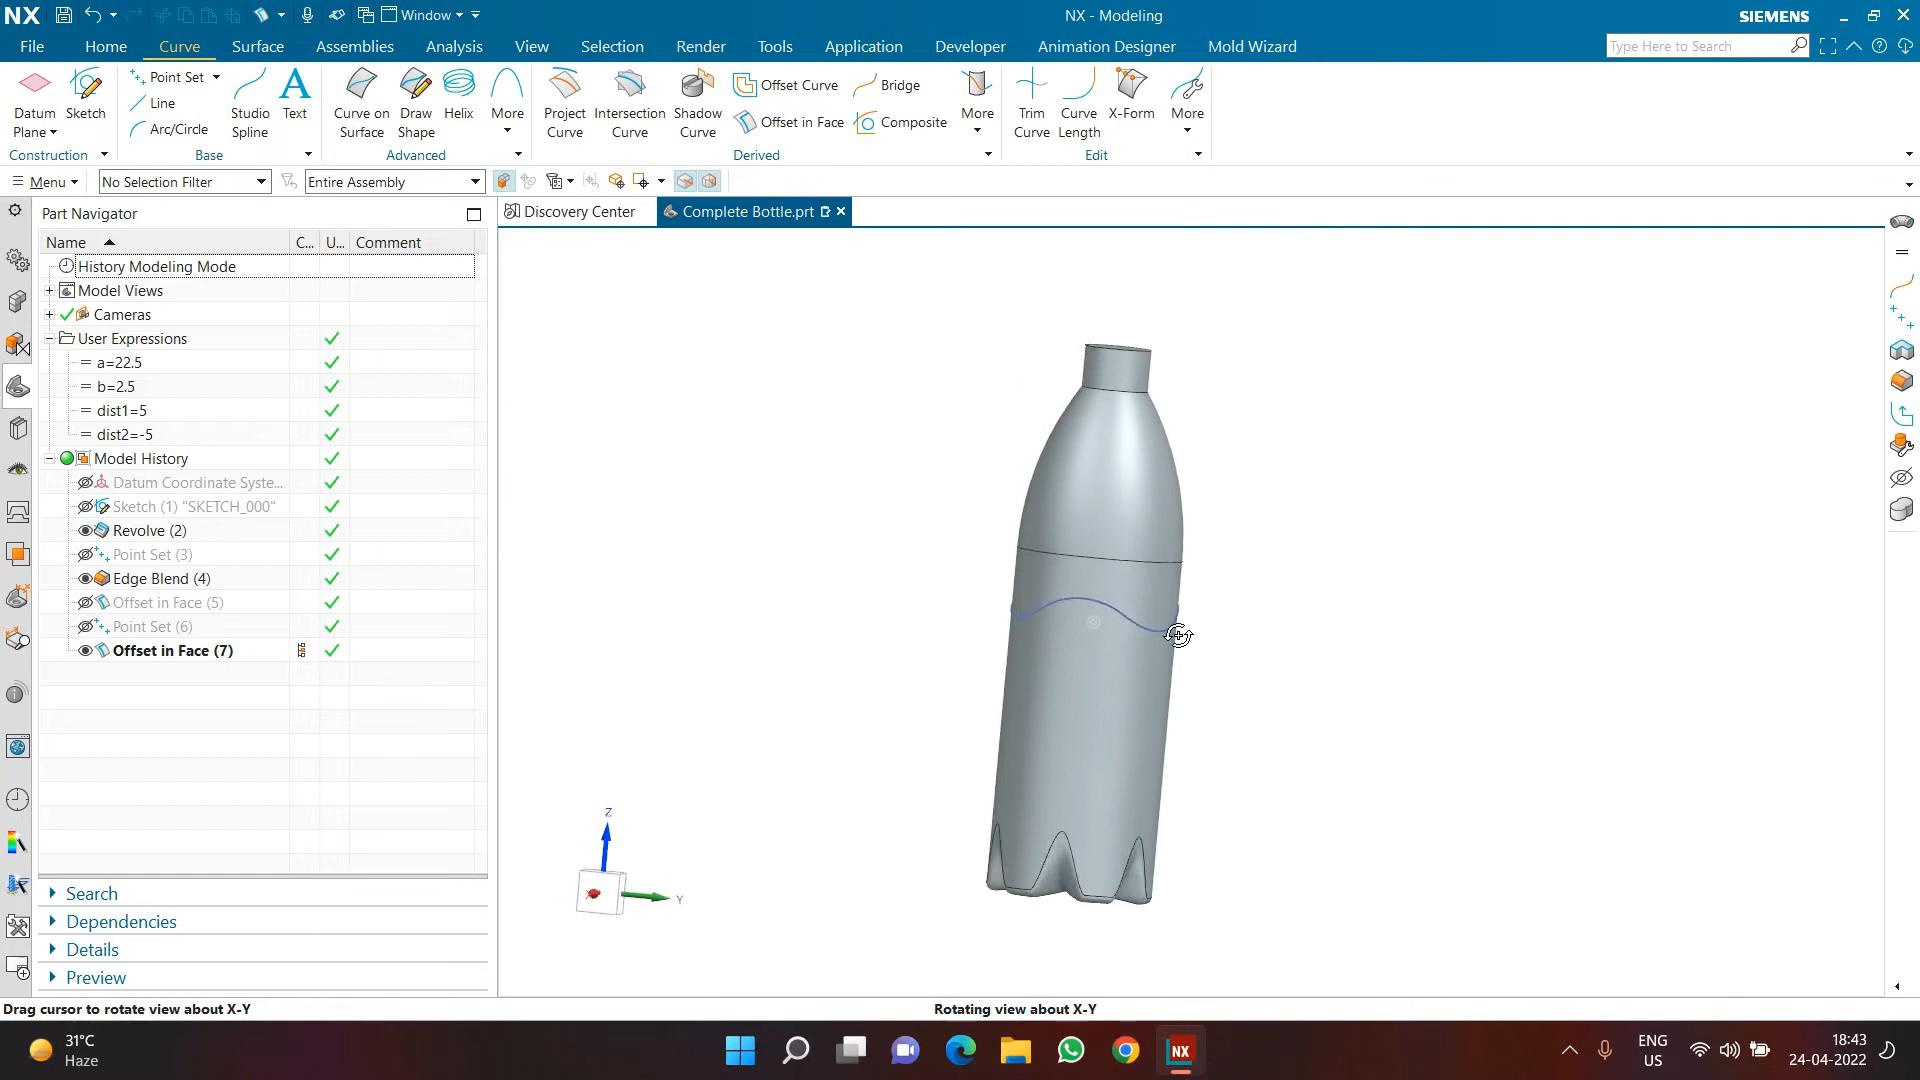 NX
Window
NX - Modeling
SIEMENS
File
Home
Curve
Surface
Assemblies
Analysis
View
Selection
Render
Tools
Application
Developer
Animation Designer
Mold Wizard
Type Here to Search
Datum Plane
Sketch
Point Set
Line
Arc/Circle
Studio Spline
Text
Curve on Surface
Draw Shape
Helix
More
Project Curve
Intersection Curve
Shadow Curve
Offset Curve
Offset in Face
Bridge
Composite
More
Trim Curve
Curve Length
X-Form
More
Construction
Base
Advanced
Derived
Edit
Menu
No Selection Filter
Entire Assembly
Part Navigator
Discovery Center
Complete Bottle.prt
Name
C...
U...
Comment
History Modeling Mode
Model Views
Cameras
User Expressions
a=22.5
b=2.5
dist1=5
dist2=-5
Model History
Datum Coordinate Syste...
Sketch (1) "SKETCH_000"
Revolve (2)
Point Set (3)
Edge Blend (4)
Offset in Face (5)
Point Set (6)
Offset in Face (7)
Z
Y
Search
Dependencies
Details
Preview
Drag cursor to rotate view about X-Y
Rotating view about X-Y
31°C
Haze
NX
ENG
US
18:43
24-04-2022